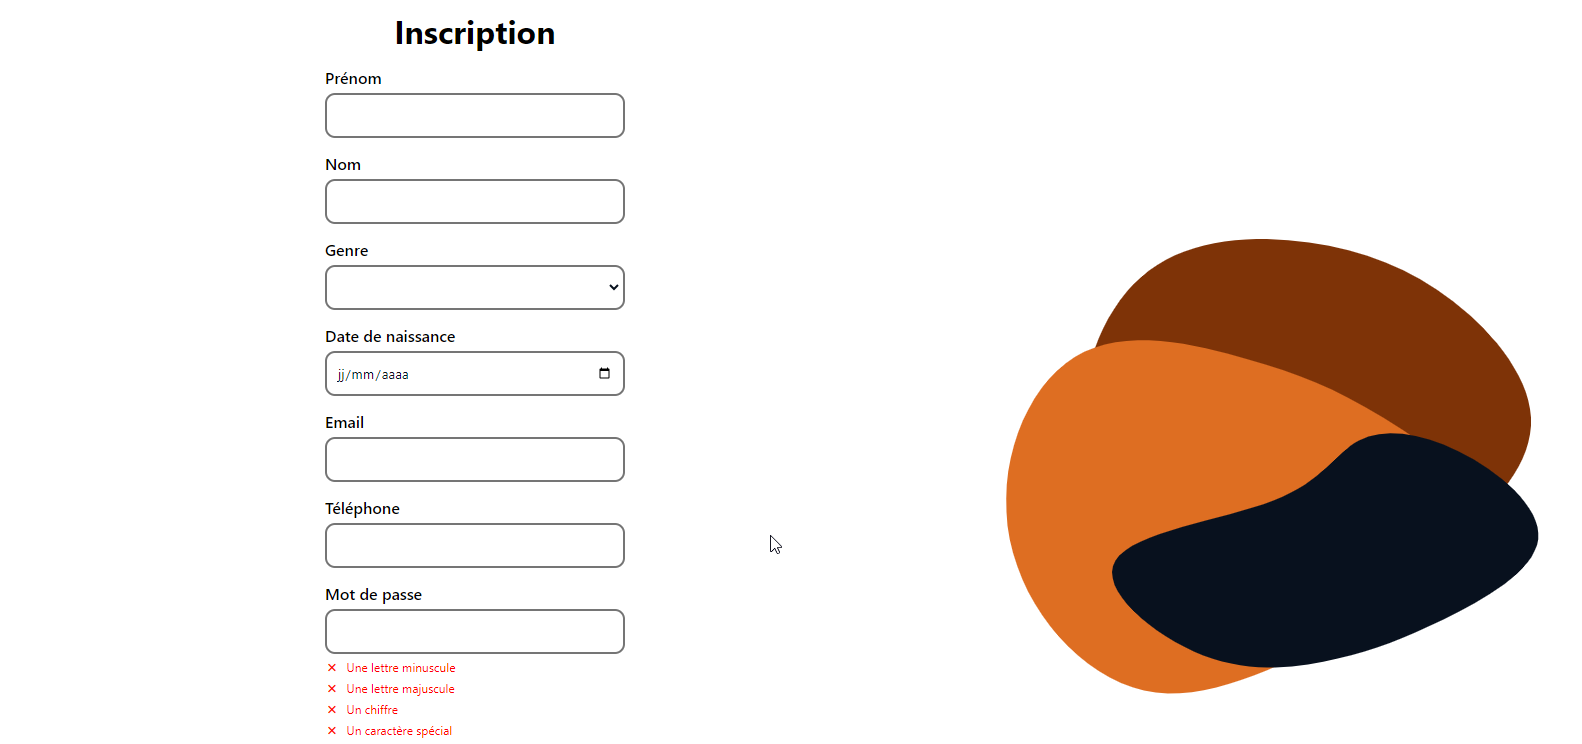 Inscription
Prénom
Nom
Genre
Date de naissance
jj/mm/aaaa
Email
Téléphone
Mot de passe
✕ Une lettre minuscule
✕ Une lettre majuscule
✕ Un chiffre
✕ Un caractère spécial